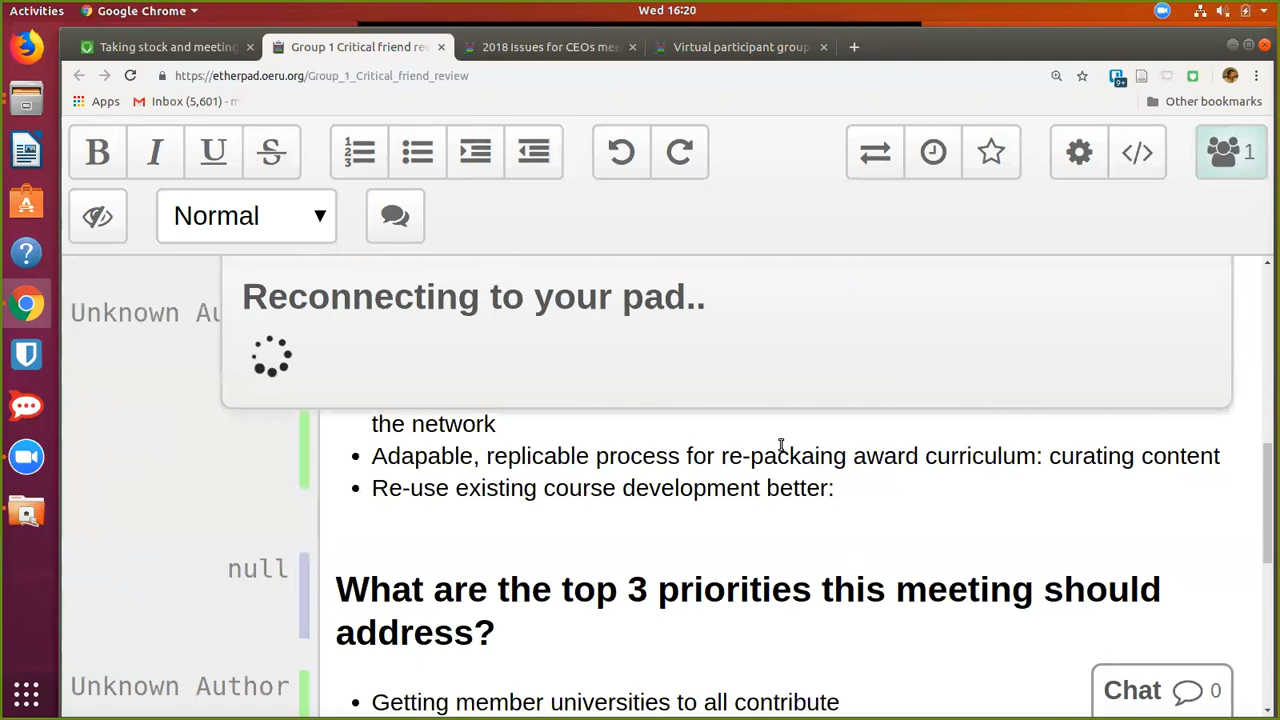 Activities
Google Chrome
Wed 16:20
Taking stock and meeting
Group 1 Critical friend rev
2018 Issues for CEOs mee
Virtual participant group
https://etherpad.oeru.org/Group_1_Critical_friend_review
9+
Apps
Inbox (5,601) - m
Other bookmarks
B I U S
1
Normal
Reconnecting to your pad..
Unknown Au
the network
• Adapable, replicable process for re-packaing award curriculum: curating content
• Re-use existing course development better:
null
What are the top 3 priorities this meeting should
address?
Unknown Author
• Getting member universities to all contribute
Chat 0